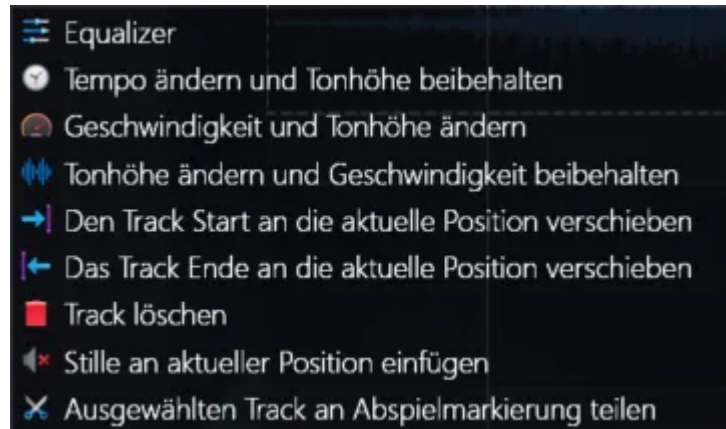 Equalizer
Tempo ändern und Tonhöhe beibehalten
Geschwindigkeit und Tonhöhe ändern
Tonhöhe ändern und Geschwindigkeit beibehalten
Den Track Start an die aktuelle Position verschieben
Das Track Ende an die aktuelle Position verschieben
Track löschen
Stille an aktueller Position einfügen
Ausgewählten Track an Abspielmarkierung teilen